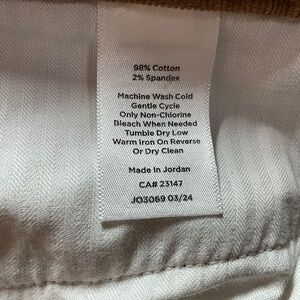 98% Cotton
2% Spandex
Machine Wash Cold
Gentle Cycle
Only Non-Chlorine
Bleach When Needed
Tumble Dry Low
Warm Iron on Reverse
Or Dry Clean
Made in Jordan
CA# 23147
JO3069 03/24